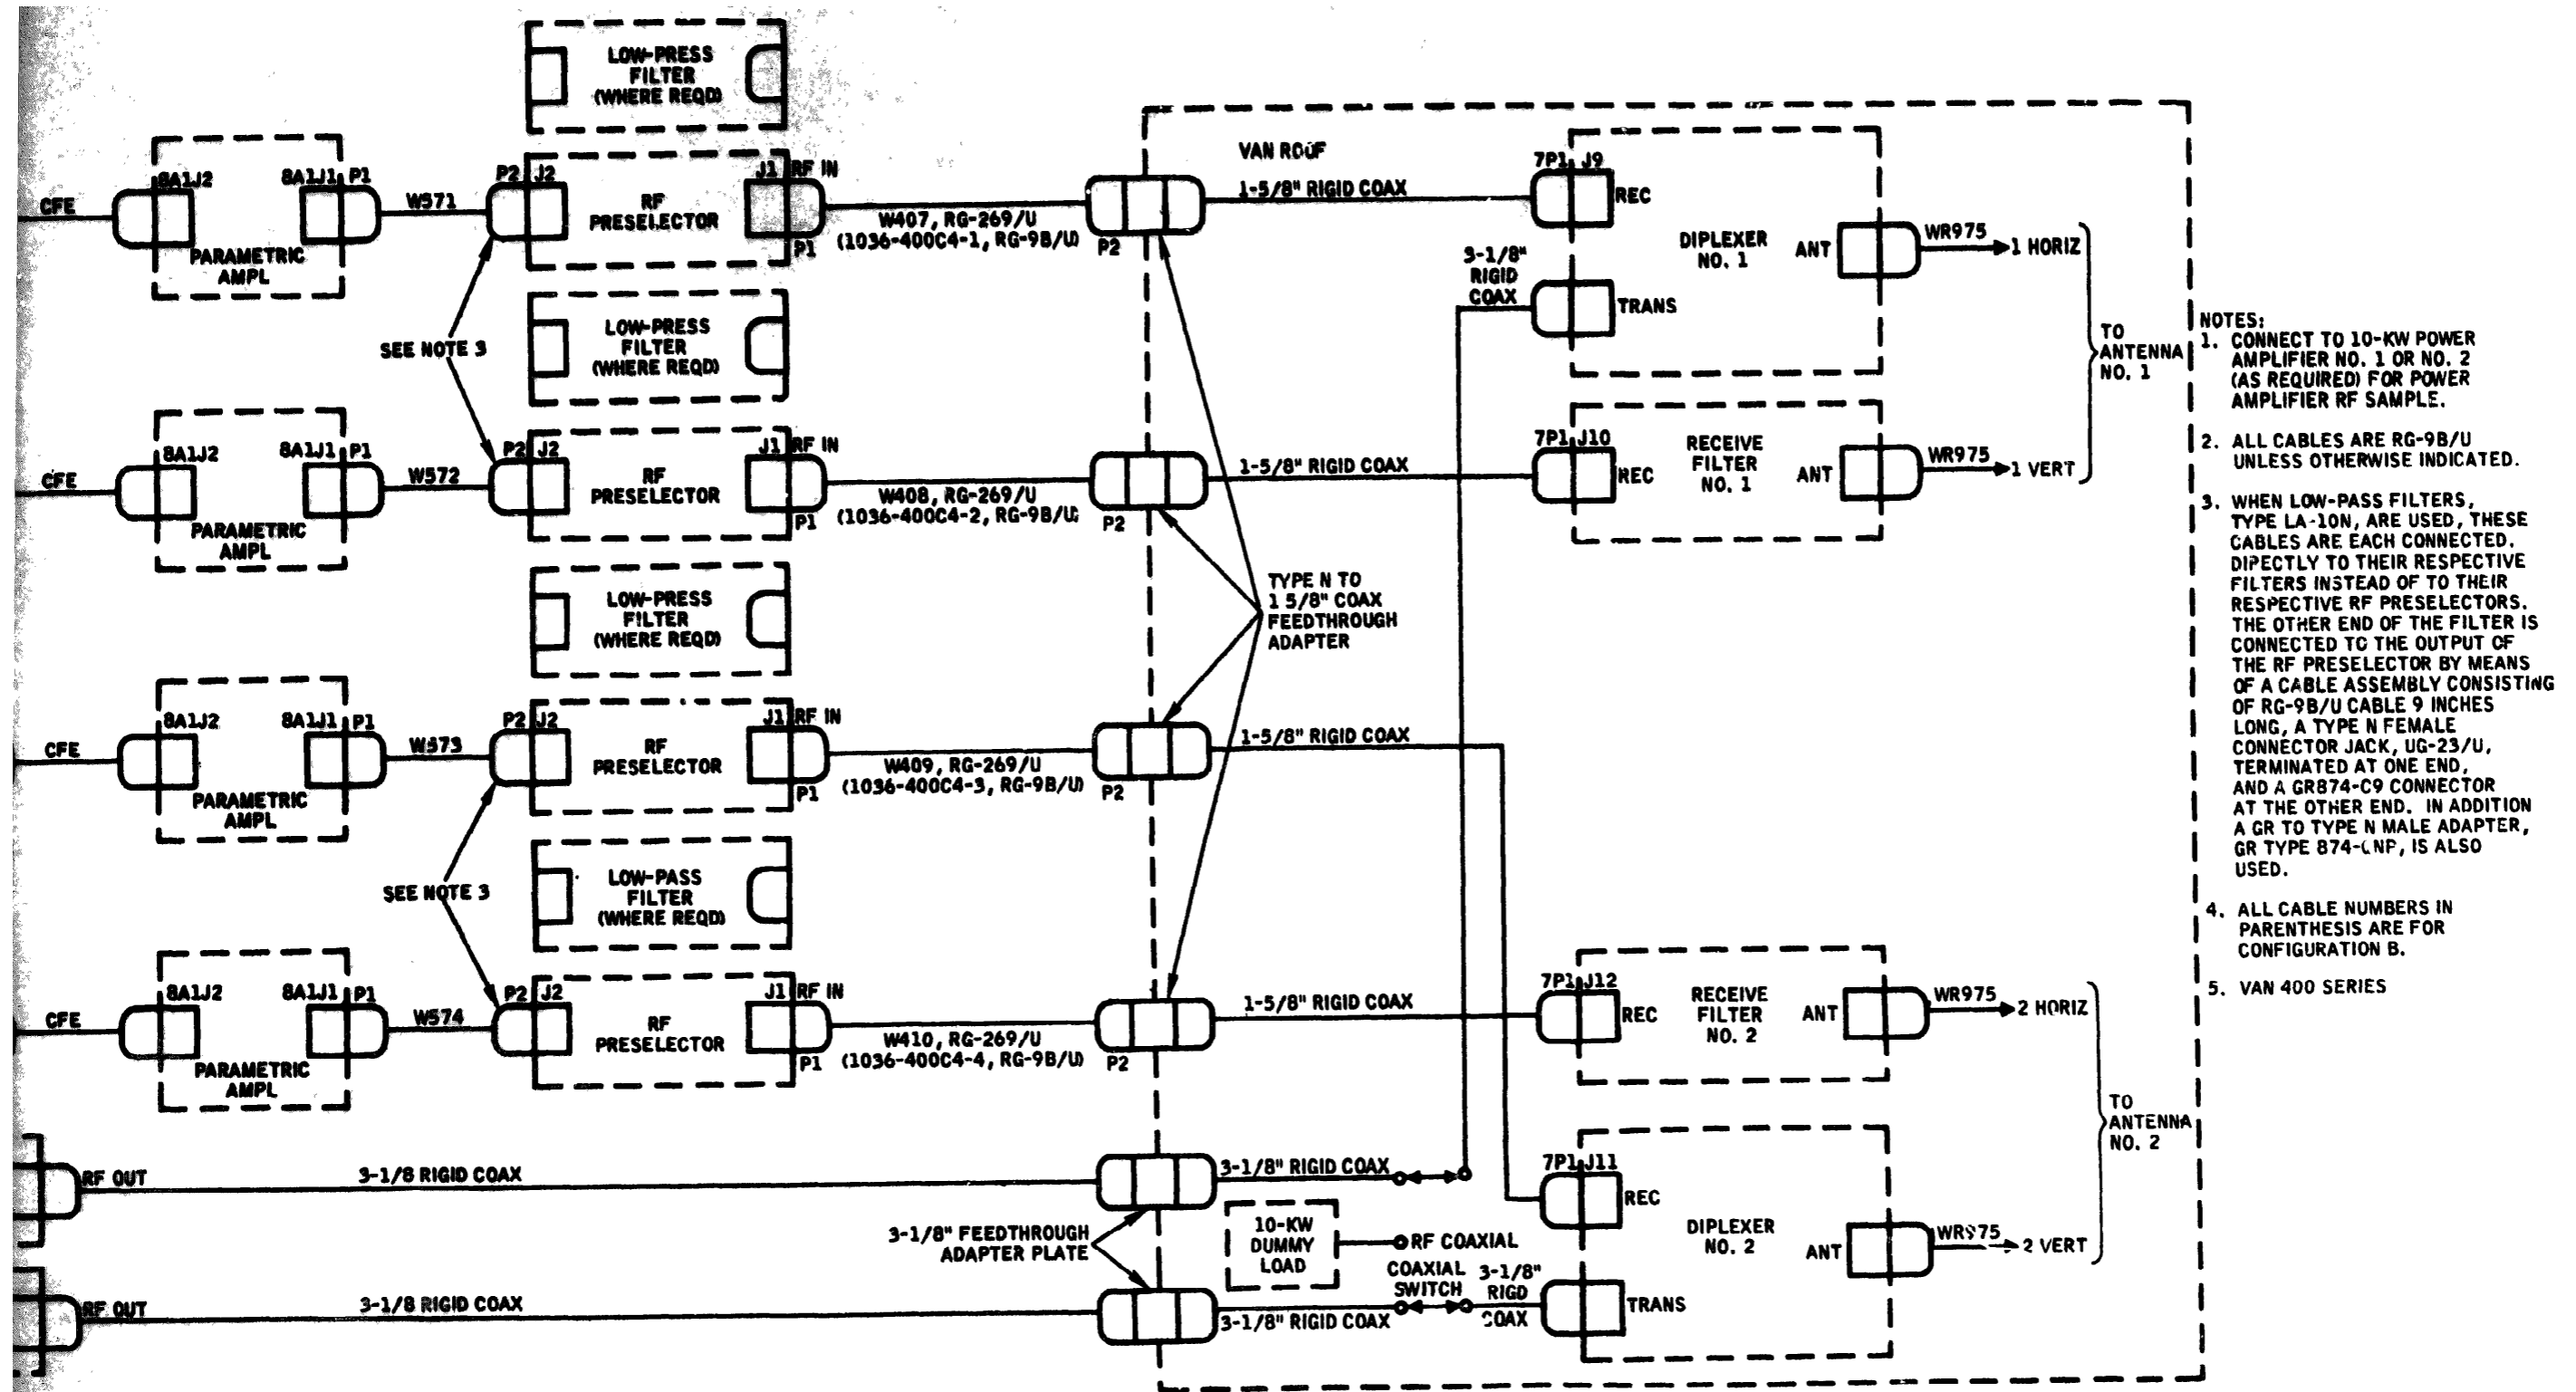 LOW-PRESS
FILTER
(WHERE REQD)
CFE
8A1J2
8A1J1
P1
PARAMETRIC
AMPL
W571
P2
J2
RF
PRESELECTOR
J1
RF IN
P1
W407, RG-269/U
(1036-400C4-1, RG-9B/U)
P2
VAN ROOF
1-5/8" RIGID COAX
7P1
J9
REC
3-1/8"
RIGID
COAX
TRANS
DIPLEXER
NO. 1
ANT
WR975
1 HORIZ
SEE NOTE 3
LOW-PRESS
FILTER
(WHERE REQD)
CFE
8A1J2
8A1J1
P1
PARAMETRIC
AMPL
W572
P2
J2
RF
PRESELECTOR
J1
RF IN
P1
W408, RG-269/U
(1036-400C4-2, RG-9B/U)
P2
1-5/8" RIGID COAX
7P1
J10
REC
RECEIVE
FILTER
NO. 1
ANT
WR975
1 VERT
TO
ANTENNA
NO. 1
LOW-PRESS
FILTER
(WHERE REQD)
TYPE N TO
1 5/8" COAX
FEEDTHROUGH
ADAPTER
CFE
8A1J2
8A1J1
P1
PARAMETRIC
AMPL
W573
P2
J2
RF
PRESELECTOR
J1
RF IN
P1
W409, RG-269/U
(1036-400C4-3, RG-9B/U)
P2
1-5/8" RIGID COAX
SEE NOTE 3
LOW-PASS
FILTER
(WHERE REQD)
CFE
8A1J2
8A1J1
P1
PARAMETRIC
AMPL
W574
P2
J2
RF
PRESELECTOR
J1
RF IN
P1
W410, RG-269/U
(1036-400C4-4, RG-9B/U)
P2
1-5/8" RIGID COAX
7P1
J12
REC
RECEIVE
FILTER
NO. 2
ANT
WR975
2 HORIZ
RF OUT
3-1/8 RIGID COAX
3-1/8" RIGID COAX
7P1
J11
REC
DIPLEXER
NO. 2
ANT
WR975
2 VERT
TO
ANTENNA
NO. 2
3-1/8" FEEDTHROUGH
ADAPTER PLATE
10-KW
DUMMY
LOAD
RF COAXIAL
COAXIAL
SWITCH
3-1/8"
RIGD
COAX
TRANS
RF OUT
3-1/8 RIGID COAX
3-1/8" RIGID COAX
NOTES:
1. CONNECT TO 10-KW POWER
AMPLIFIER NO. 1 OR NO. 2
(AS REQUIRED) FOR POWER
AMPLIFIER RF SAMPLE.
2. ALL CABLES ARE RG-9B/U
UNLESS OTHERWISE INDICATED.
3. WHEN LOW-PASS FILTERS,
TYPE LA-10N, ARE USED, THESE
CABLES ARE EACH CONNECTED.
DIRECTLY TO THEIR RESPECTIVE
FILTERS INSTEAD OF TO THEIR
RESPECTIVE RF PRESELECTORS.
THE OTHER END OF THE FILTER IS
CONNECTED TO THE OUTPUT OF
THE RF PRESELECTOR BY MEANS
OF A CABLE ASSEMBLY CONSISTING
OF RG-9B/U CABLE 9 INCHES
LONG, A TYPE N FEMALE
CONNECTOR JACK, UG-23/U,
TERMINATED AT ONE END,
AND A GR874-C9 CONNECTOR
AT THE OTHER END. IN ADDITION
A GR TO TYPE N MALE ADAPTER,
GR TYPE IS ALSO
USED.
4. ALL CABLE NUMBERS IN
PARENTHESIS ARE FOR
CONFIGURATION B.
5. VAN 400 SERIES